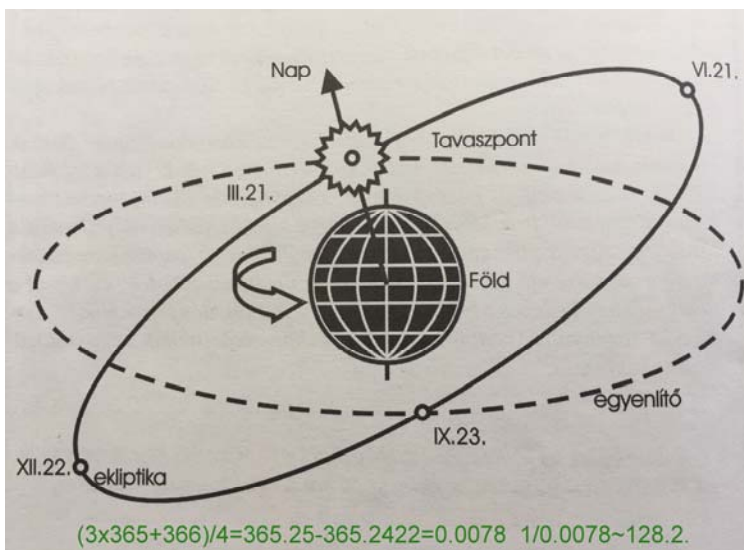 Nap
VI.21.
Tavaszpont
III.21.
Föld
egyenlítő
IX.23.
XII.22.
ekliptika
(3x365+366)/4=365.25-365.2422=0.0078 1/0.0078~128.2.